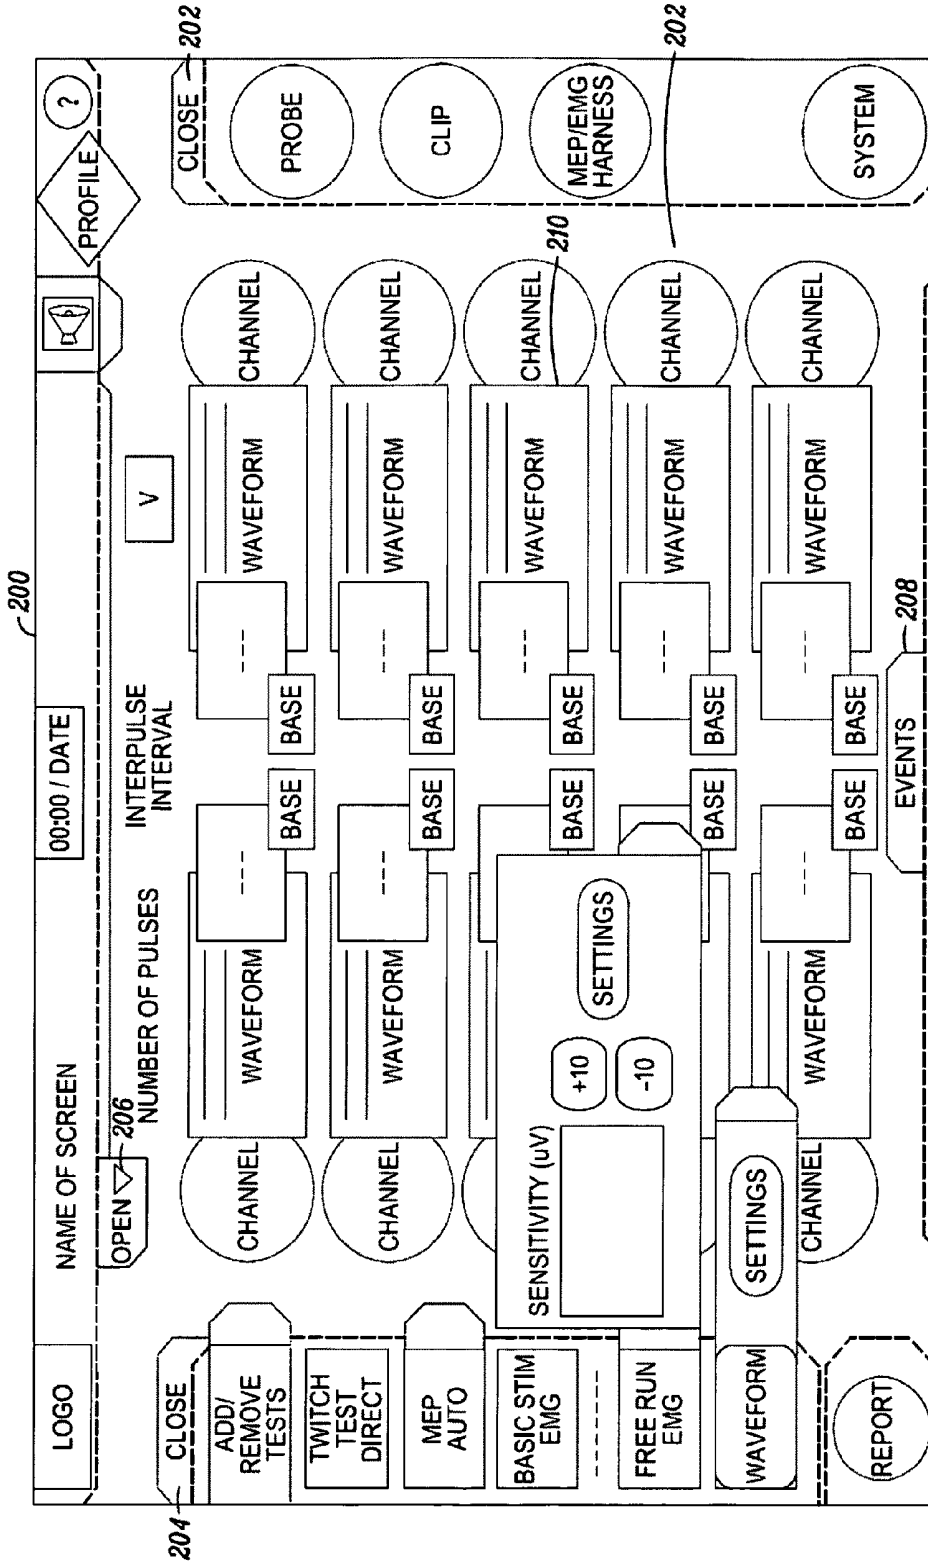 200
LOGO
NAME OF SCREEN
00:00 / DATE
PROFILE
?
OPEN
206
NUMBER OF PULSES
INTERPULSE
INTERVAL
V
204
CLOSE
CLOSE
202
ADD/
REMOVE
TESTS
TWITCH
TEST
DIRECT
MEP
AUTO
BASIC STIM
EMG
FREE RUN
EMG
WAVEFORM
SETTINGS
REPORT
CHANNEL
WAVEFORM
---
BASE
BASE
---
WAVEFORM
CHANNEL
CHANNEL
WAVEFORM
---
BASE
BASE
---
WAVEFORM
CHANNEL
SENSITIVITY (uV)
+10
-10
SETTINGS
BASE
BASE
---
WAVEFORM
CHANNEL
210
BASE
BASE
---
WAVEFORM
CHANNEL
202
CHANNEL
WAVEFORM
---
BASE
BASE
---
WAVEFORM
CHANNEL
EVENTS
208
PROBE
CLIP
MEP/EMG
HARNESS
SYSTEM